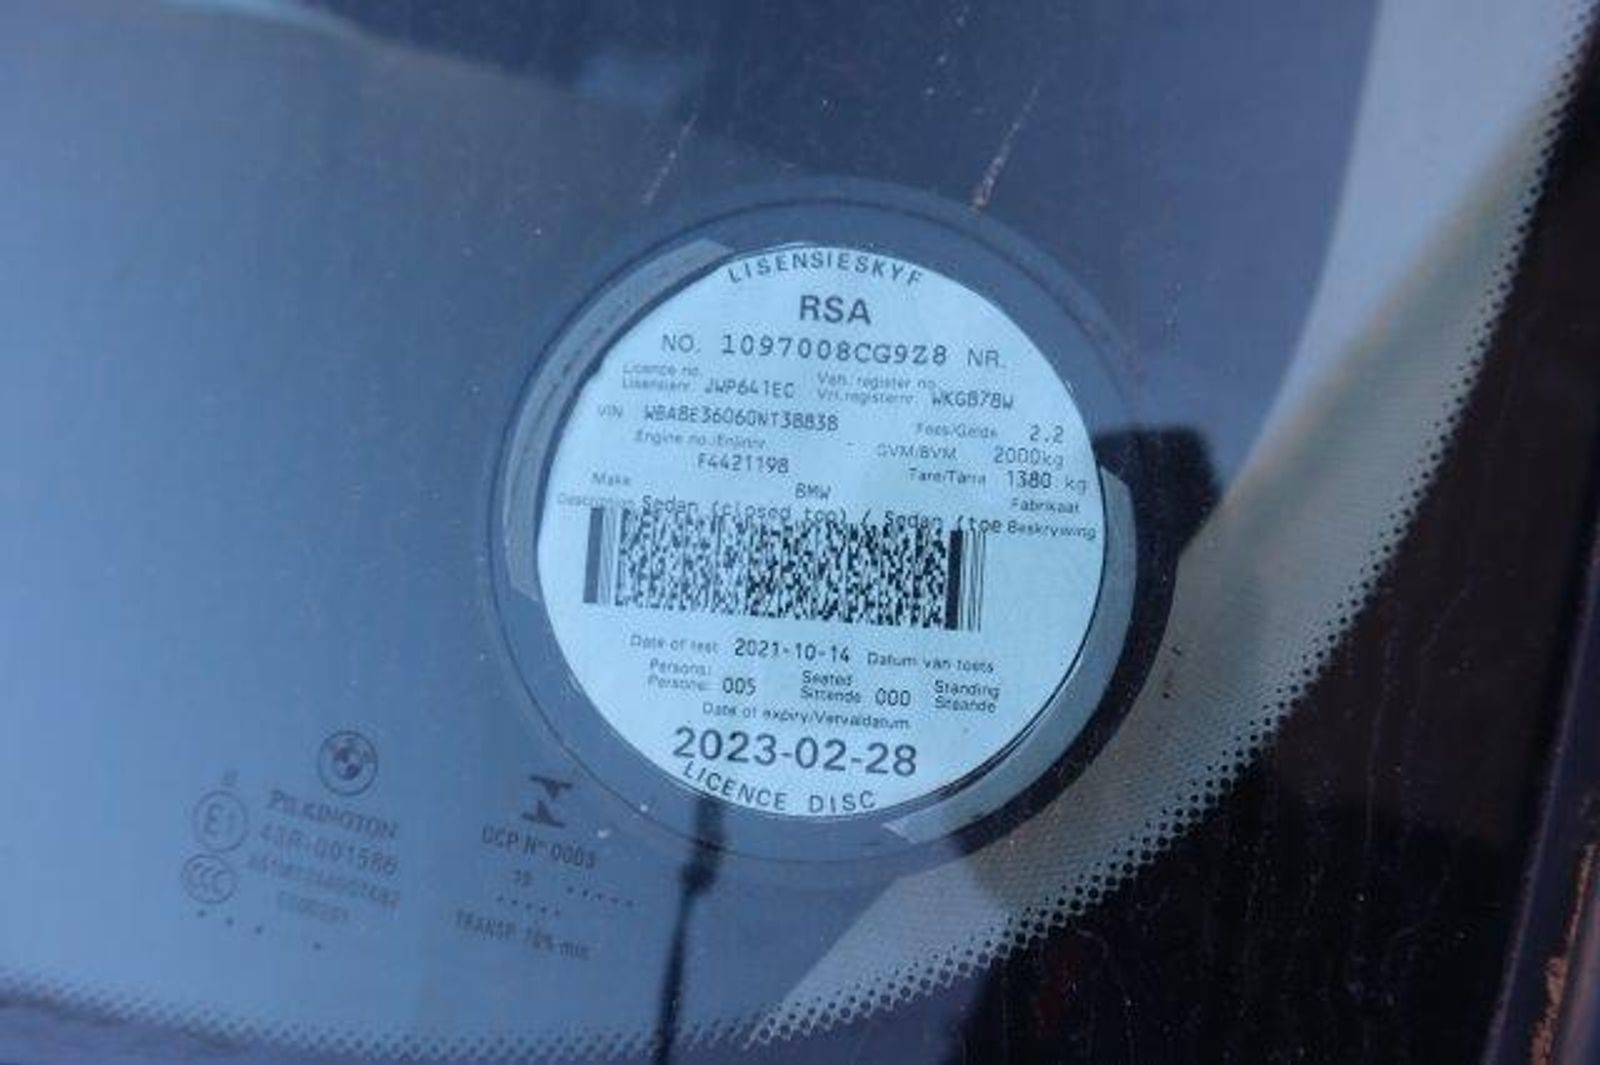 LISENSIESKYF
RSA
NO. 1097008CG9Z8 NR.
Licence no. Veh. register no.
Lisensienr. JWP641EC Vrt.registernr. WKG878W
VIN WBA8E36060NT38838
Fees/Gelde 2.2
Engine no./Enjinnr. GVM/BVM 2000kg
F4421198 Tare/Tarra 1380 kg
Make BMW Fabrikaat
Description Sedan (closed top) / Sedan (toe Beskrywing
Date of test 2021-10-14 Datum van toets
Persons: Seated Standing
Persone: 005 Sittende 000 Staande
Date of expiry/Vervaldatum
2023-02-28
LICENCE DISC
PILKINGTON
E1 43R-001586
CCC
OCP N° 0003
TRANSP. 70% min